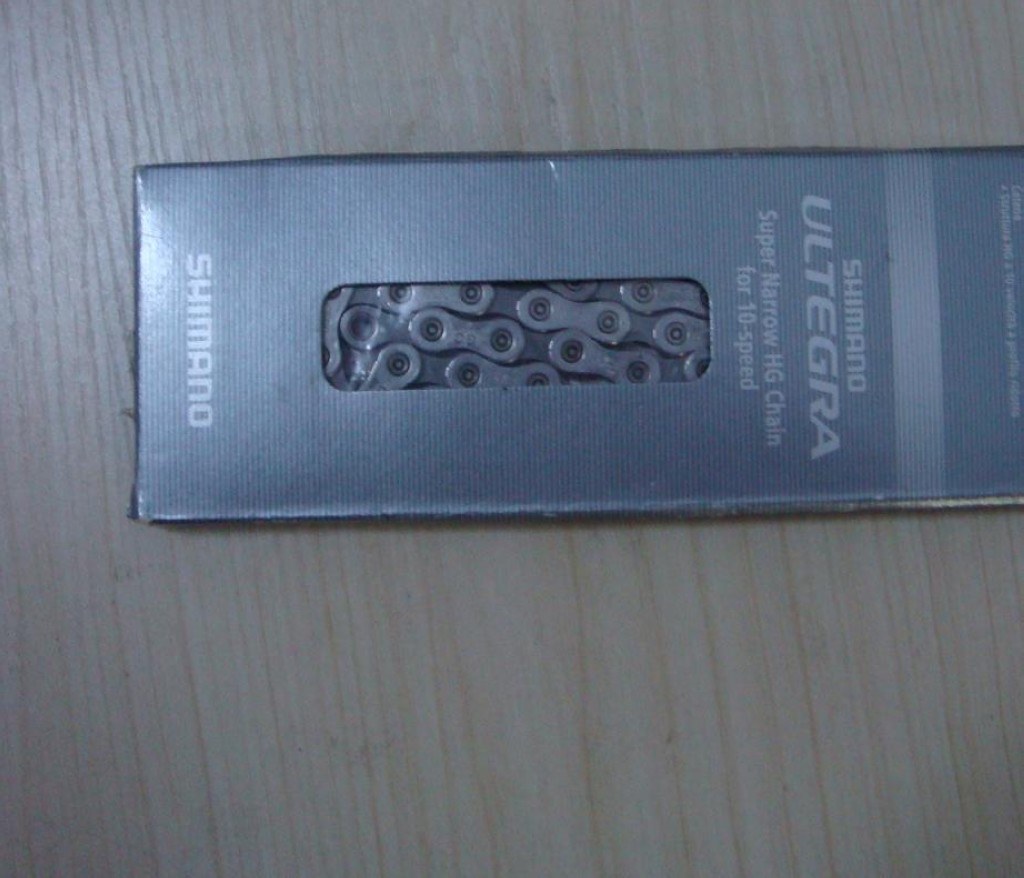 SHIMANO
ULTEGRA
Super Narrow HG Chain
for 10-speed
SHIMANO